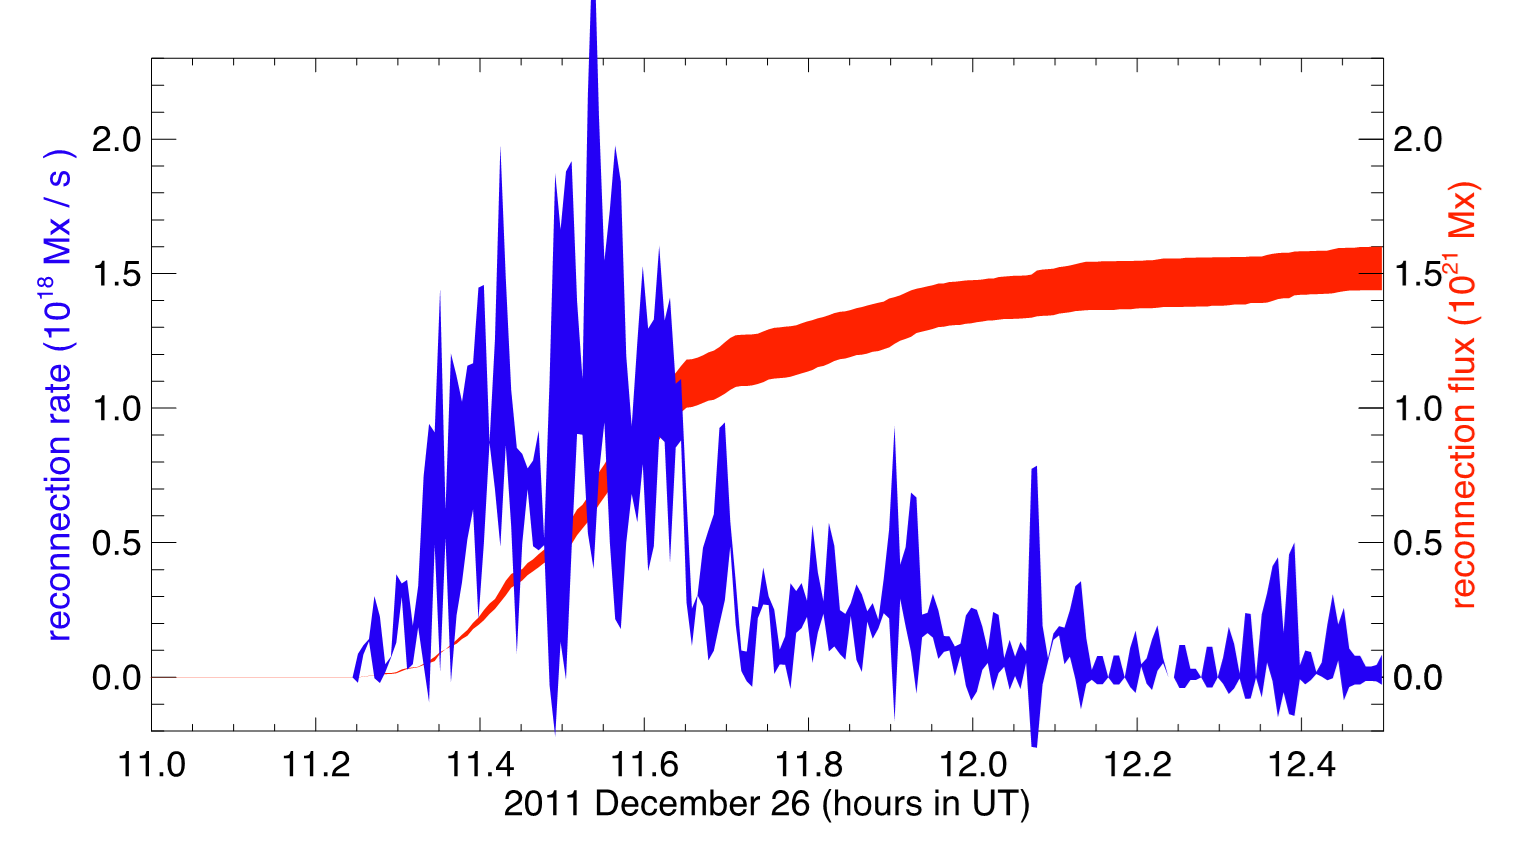 reconnection rate (10^18 Mx / s )
2.0
1.5
1.0
0.5
0.0
2.0
1.5
1.0
0.5
0.0
reconnection flux (10^21 Mx)
11.0 11.2 11.4 11.6 11.8 12.0 12.2 12.4
2011 December 26 (hours in UT)